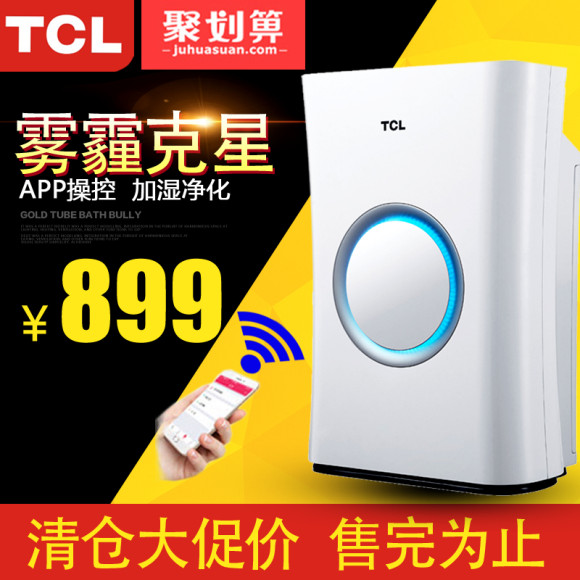 TCL
聚划算
juhuasuan.com
雾霾克星
APP操控 加湿净化
GOLD TUBE BATH BULLY
¥899
TCL
清仓大促价 售完为止